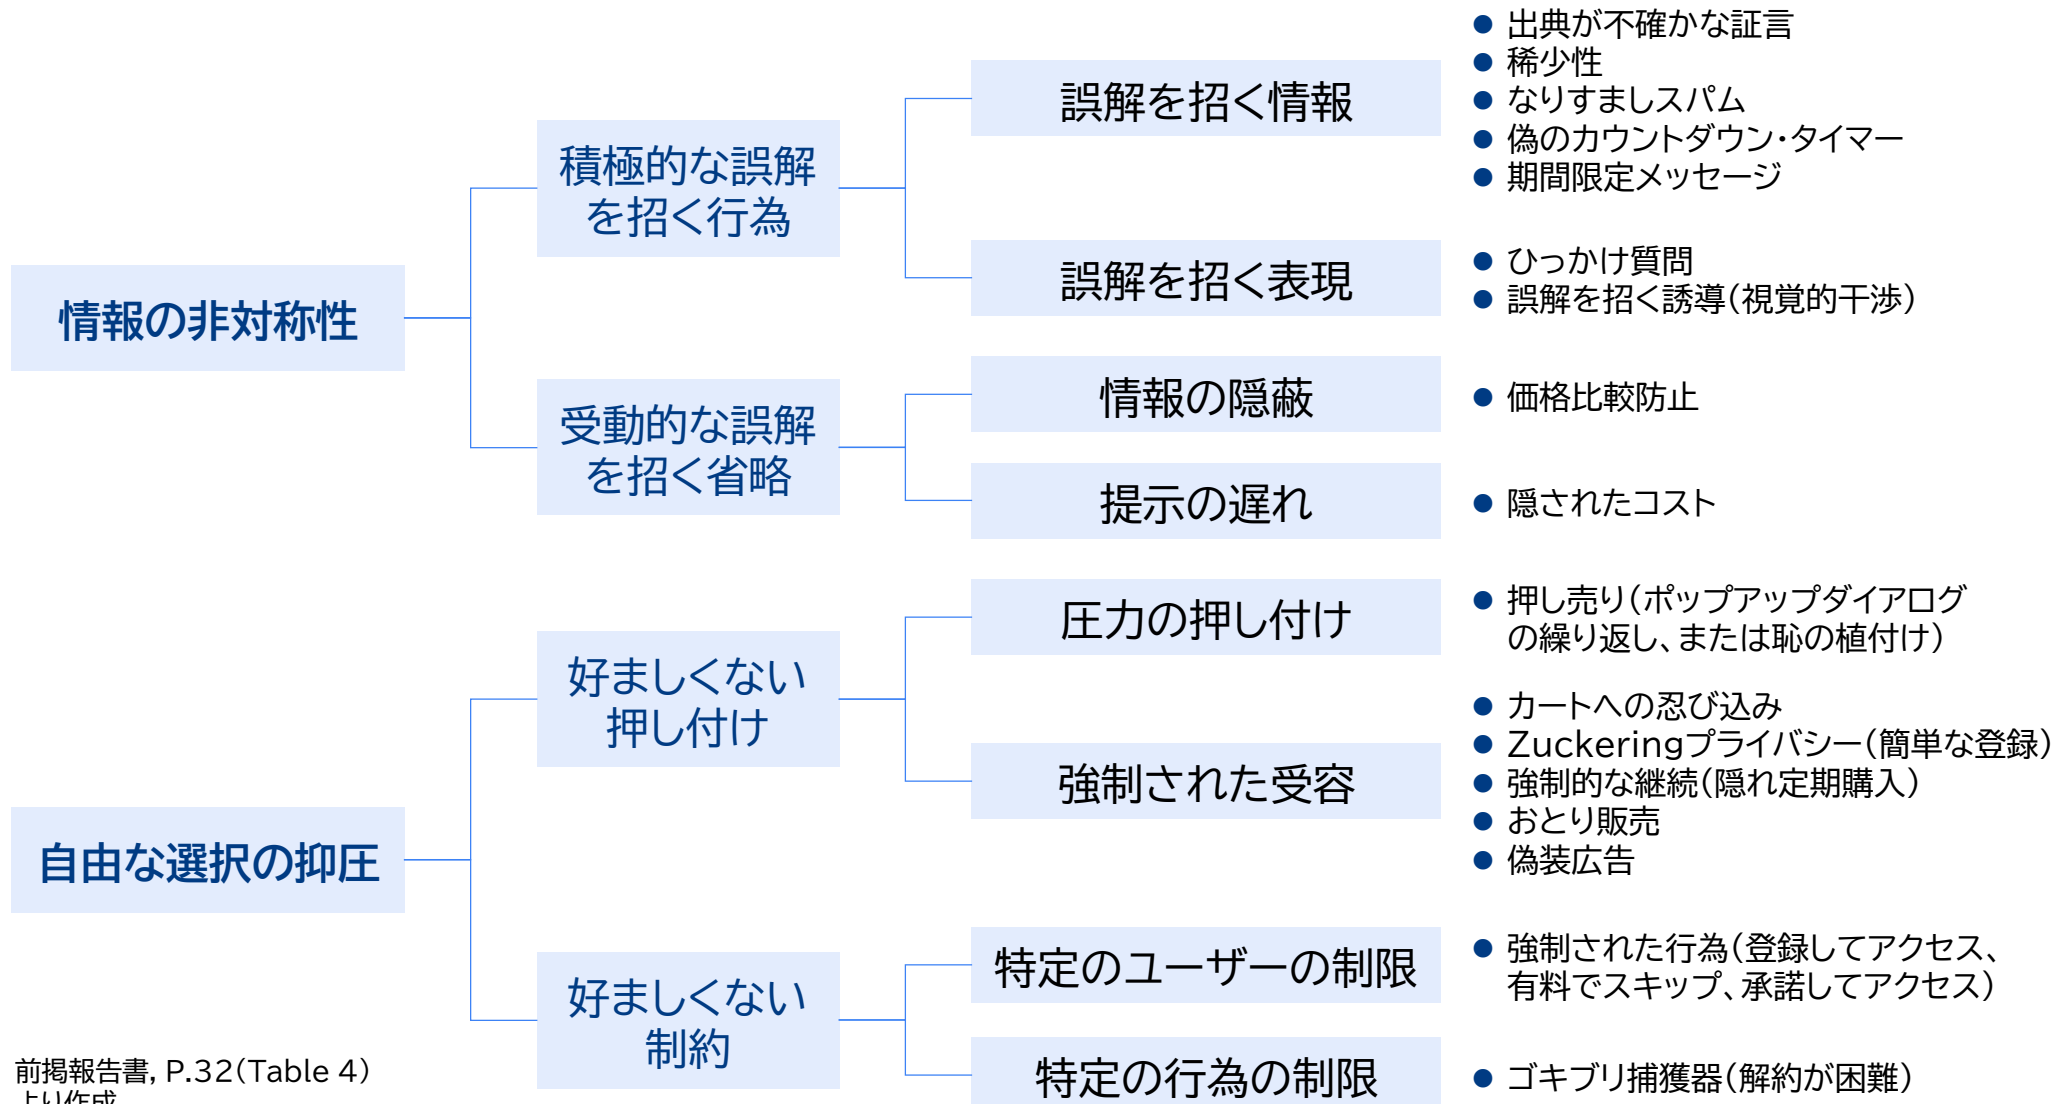 情報の非対称性
積極的な誤解
を招く行為
誤解を招く情報
● 出典が不確かな証言
● 稀少性
● なりすましスパム
● 偽のカウントダウン・タイマー
● 期間限定メッセージ
誤解を招く表現
● ひっかけ質問
● 誤解を招く誘導(視覚的干渉)
受動的な誤解
を招く省略
情報の隠蔽
● 価格比較防止
提示の遅れ
● 隠されたコスト
自由な選択の抑圧
好ましくない
押し付け
圧力の押し付け
● 押し売り(ポップアップダイアログ
の繰り返し、または恥の植付け)
強制された受容
● カートへの忍び込み
● Zuckeringプライバシー(簡単な登録)
● 強制的な継続(隠れ定期購入)
● おとり販売
● 偽装広告
好ましくない
制約
特定のユーザーの制限
● 強制された行為(登録してアクセス、
有料でスキップ、承諾してアクセス)
特定の行為の制限
● ゴキブリ捕獲器(解約が困難)
前掲報告書, P.32(Table 4)
より作成